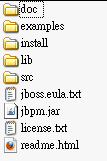 doc
examples
install
lib
src
jboss.eula.txt
jbpm.jar
license.txt
readme.html